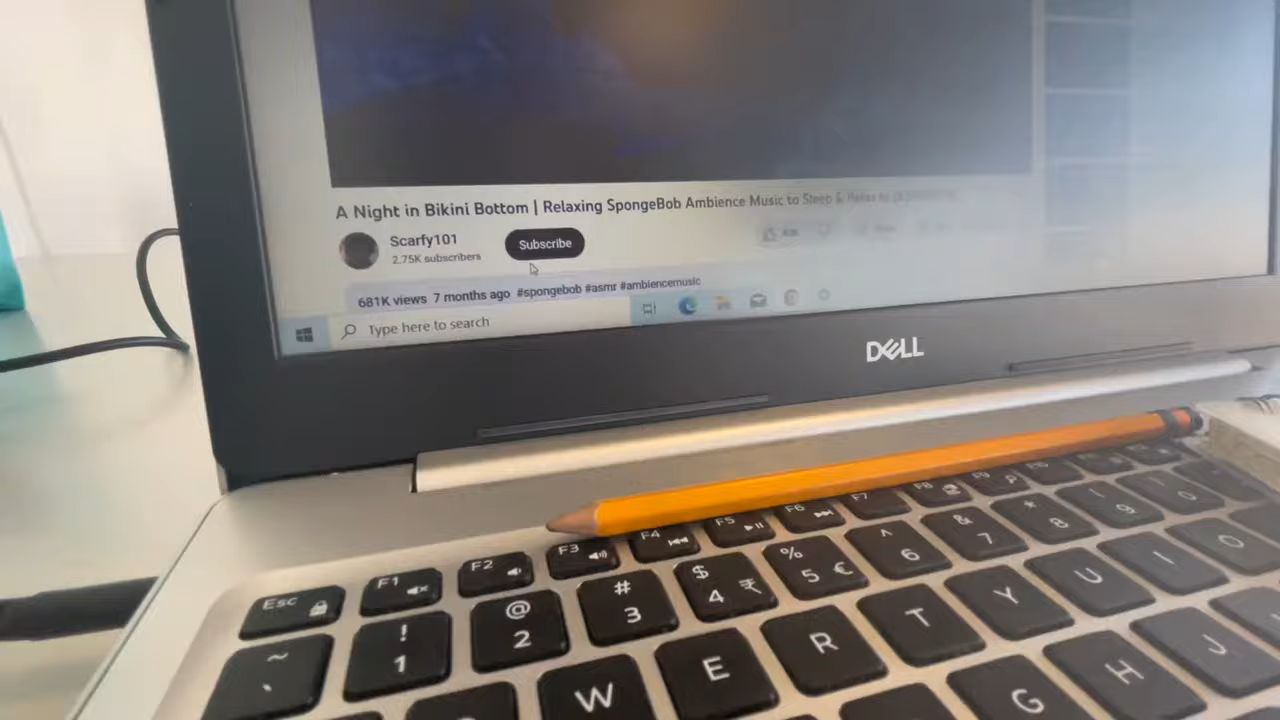 A Night in Bikini Bottom | Relaxing SpongeBob Ambience Music to Sleep & Relax to
Scarfy101
2.75K subscribers
Subscribe
681K views 7 months ago #spongebob #asmr #ambiencemusic
Type here to search
DELL
Esc F1 F2 F3 F4 F5 F6 F7 F8 F9
~ ` ! 1 @ 2 # 3 $ 4 ₹ % 5 € ^ 6 & 7 * 8 ( 9 ) 0
W E R T Y U I O
G H J